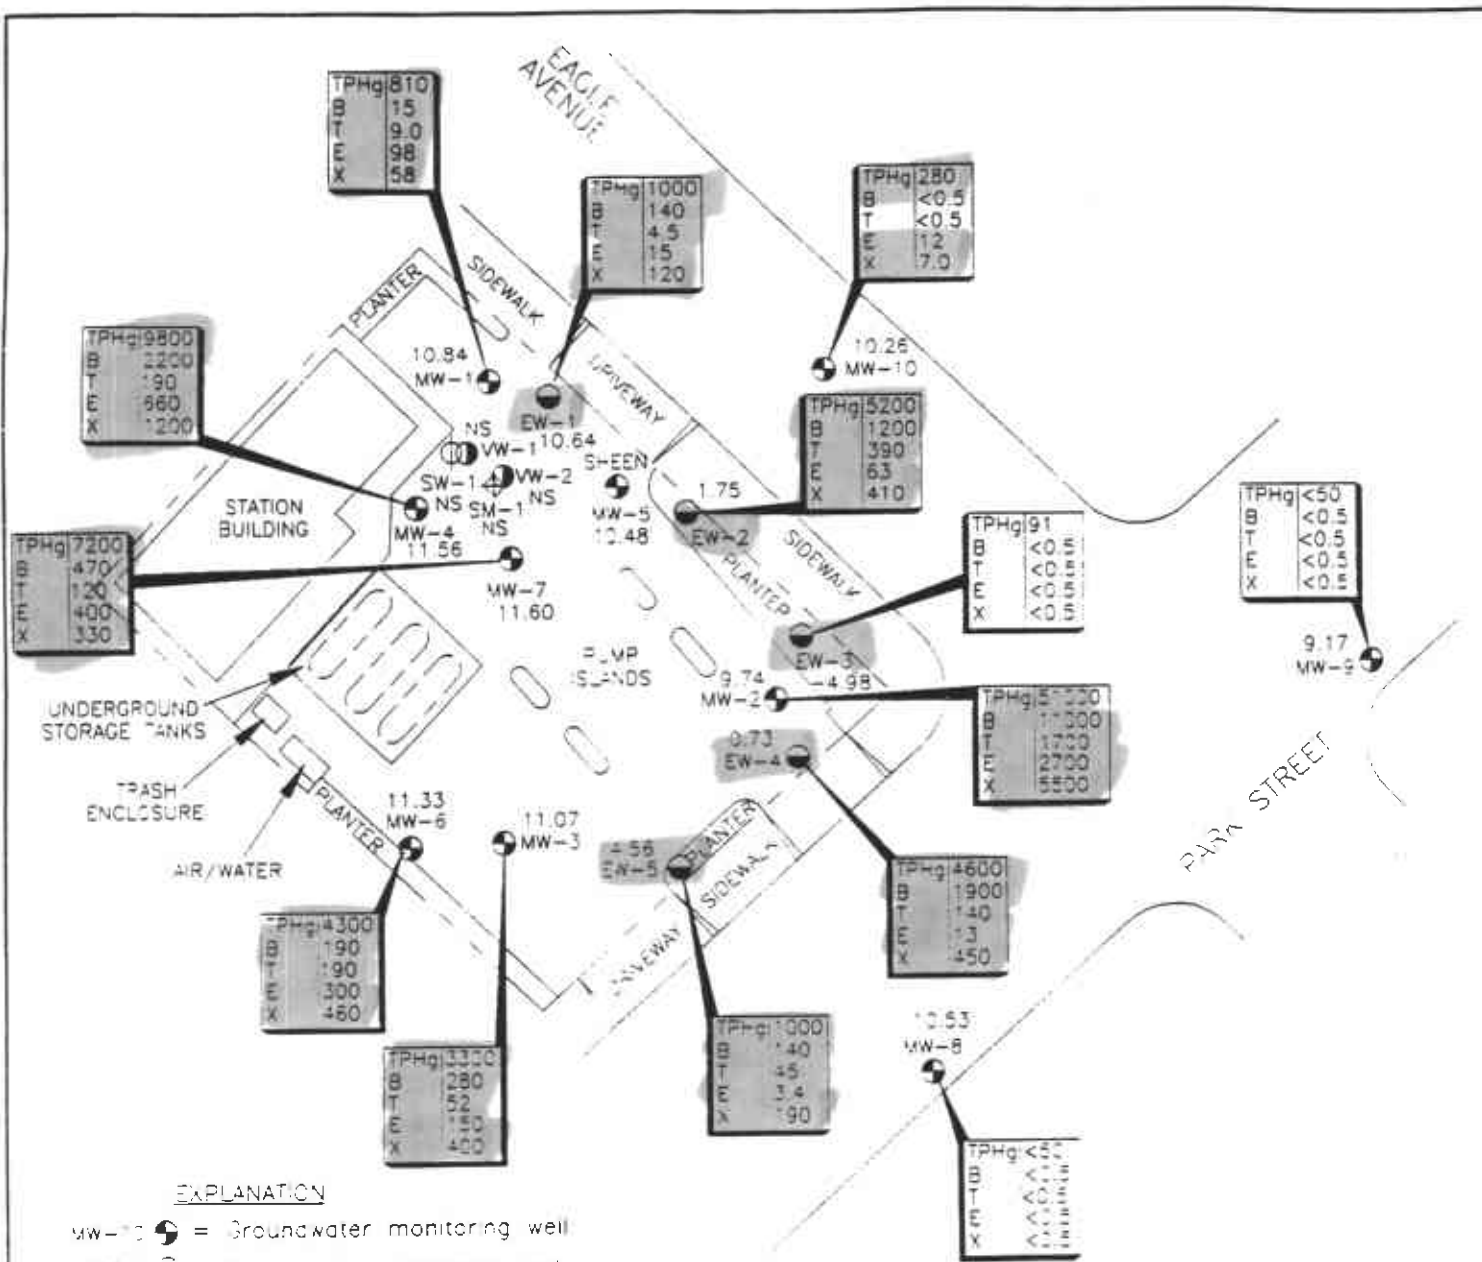 EAGLE
AVENUE
TPHg 810
B 15
T 9.0
E 98
X 58
TPHg 1000
B 140
T 4.5
E 15
X 120
TPHg 280
B <0.5
T <0.5
E 12
X 7.0
PLANTER
SIDEWALK
DRIVEWAY
TPHg 9800
B 2200
T 190
E 660
X 1200
10.84
MW-1
EW-1
10.64
10.26
MW-10
TPHg 5200
B 1200
T 390
E 63
X 410
NS
VW-1
SW-1
NS
VW-2
NS
SM-1
NS
SHEEN
MW-5
10.48
1.75
EW-2
STATION
BUILDING
MW-4
11.56
SIDEWALK
PLANTER
TPHg 91
B <0.5
T <0.5
E <0.5
X <0.5
TPHg <50
B <0.5
T <0.5
E <0.5
X <0.5
TPHg 7200
B 470
T 120
E 400
X 330
MW-7
11.60
PUMP
ISLANDS
EW-3
-4.98
9.17
MW-9
9.74
MW-2
UNDERGROUND
STORAGE TANKS
0.73
EW-4
B 11000
T 1700
E 2700
X 5500
PARK STREET
TRASH
ENCLOSURE
AIR/WATER
PLANTER
11.33
MW-6
11.07
MW-3
EW-5
PLANTER
SIDEWALK
DRIVEWAY
TPHg 4600
B 1900
T 140
E
X 450
TPHg 4300
B 190
T 190
E 300
X 460
TPHg 3300
B 280
T 52
E
X 400
TPHg 1000
B 140
T
E 3.4
X 190
10.53
MW-8
TPHg
B
T
E
X
EXPLANATION
MW-10 = Groundwater monitoring well